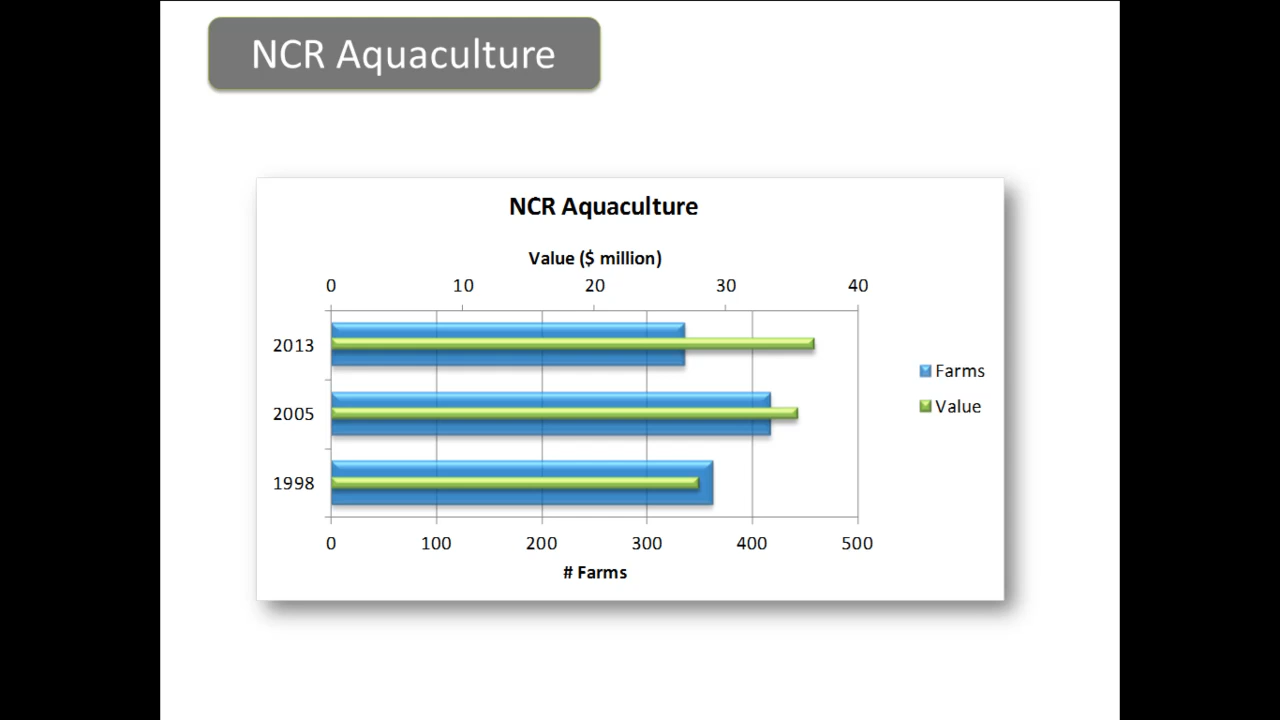 NCR Aquaculture
NCR Aquaculture
Value ($ million)
0 10 20 30 40
2013
2005
1998
Farms
Value
0 100 200 300 400 500
# Farms